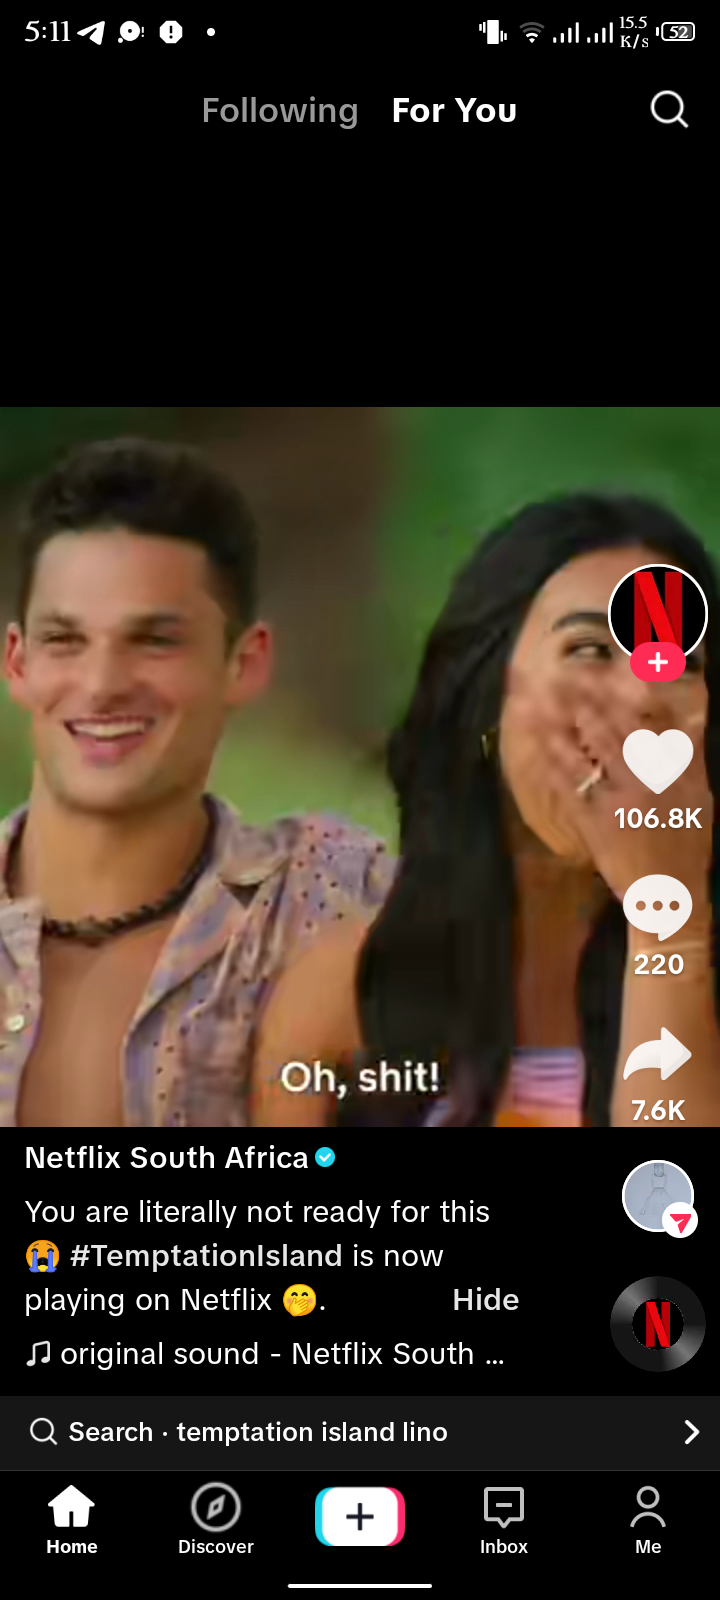 5:11
15.5
K/s
52
Following For You
106.8K
220
Oh, shit!
7.6K
Netflix South Africa
You are literally not ready for this
😭 #TemptationIsland is now
playing on Netflix 🤭. Hide
original sound - Netflix South ...
Search · temptation island lino
Home Discover Inbox Me